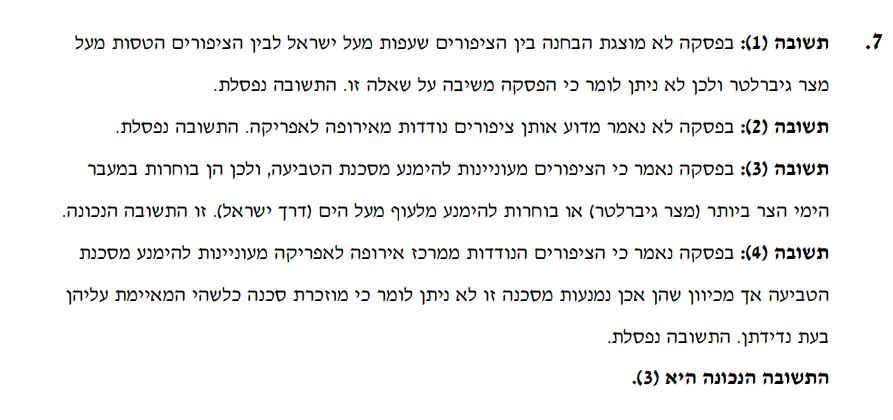 7. תשובה (1): בפסקה לא מוצגת הבחנה בין הציפורים שעפות מעל ישראל לבין הציפורים הטסות מעל
מצר גיברלטר ולכן לא ניתן לומר כי הפסקה משיבה על שאלה זו. התשובה נפסלת.
תשובה (2): בפסקה לא נאמר מדוע אותן ציפורים נודדות מאירופה לאפריקה. התשובה נפסלת.
תשובה (3): בפסקה נאמר כי הציפורים מעוניינות להימנע מסכנת הטביעה, ולכן הן בוחרות במעבר
הימי הצר ביותר (מצר גיברלטר) או בוחרות להימנע מלעוף מעל הים (דרך ישראל). זו התשובה הנכונה.
תשובה (4): בפסקה נאמר כי הציפורים הנודדות ממרכז אירופה לאפריקה מעוניינות להימנע מסכנת
הטביעה אך מכיוון שהן אכן נמנעות מסכנה זו לא ניתן לומר כי מוזכרת סכנה כלשהי המאיימת עליהן
בעת נדידתן. התשובה נפסלת.
התשובה הנכונה היא (3).